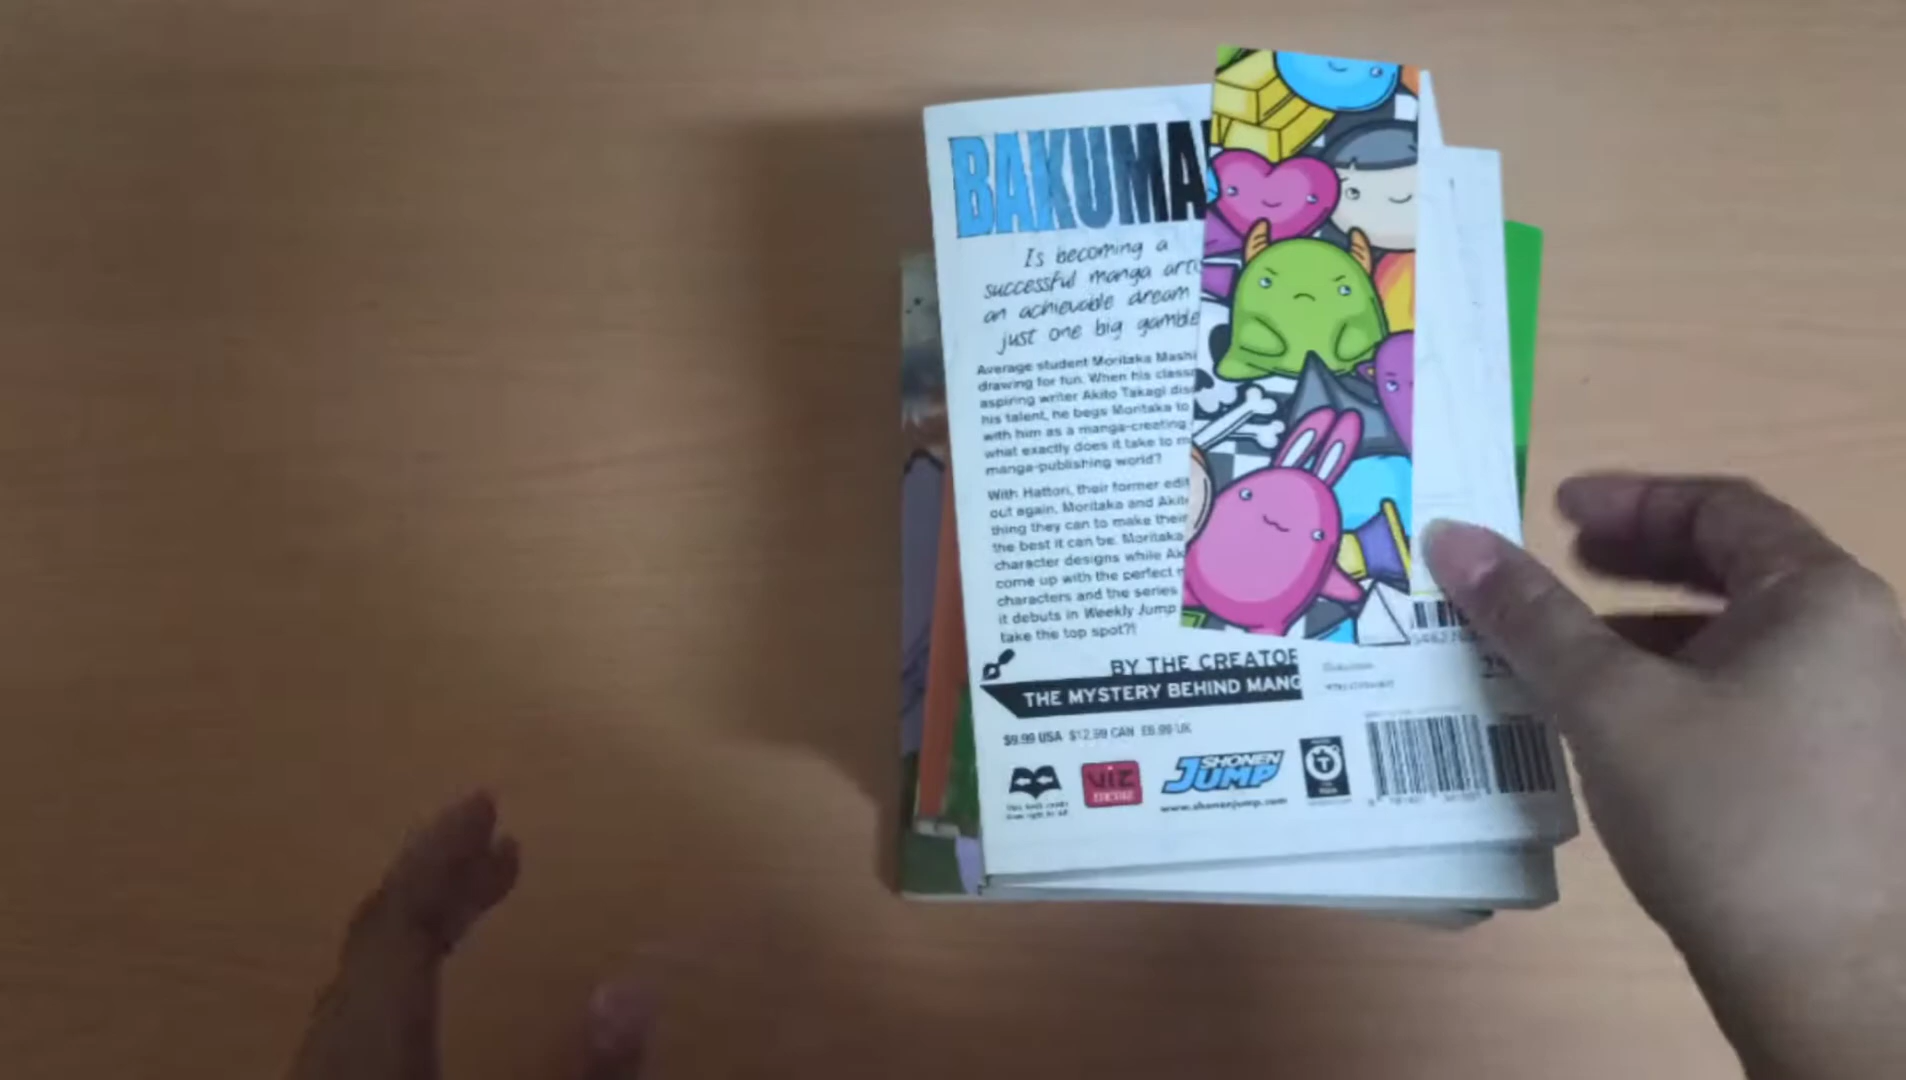 BAKUMA
Is becoming a
successful manga arti
an achievable dream
just one big gamble
Average student Moritaka Mashi
drawing for fun. When his class
aspiring writer Akito Takagi dis
his talent, he begs Moritaka to
with him as a manga-creating
what exactly does it take to m
manga-publishing world?
With Hattori, their former edi
out again, Moritaka and Akit
thing they can to make their
the best it can be. Moritaka
character designs while Ak
come up with the perfect
characters and the series
it debuts in Weekly Jump
take the top spot?!
BY THE CREATOR
THE MYSTERY BEHIND MANG
$9.99 USA $12.99 CAN £6.99 UK
VIZ
SHONEN
JUMP
www.shonenjump.com
T